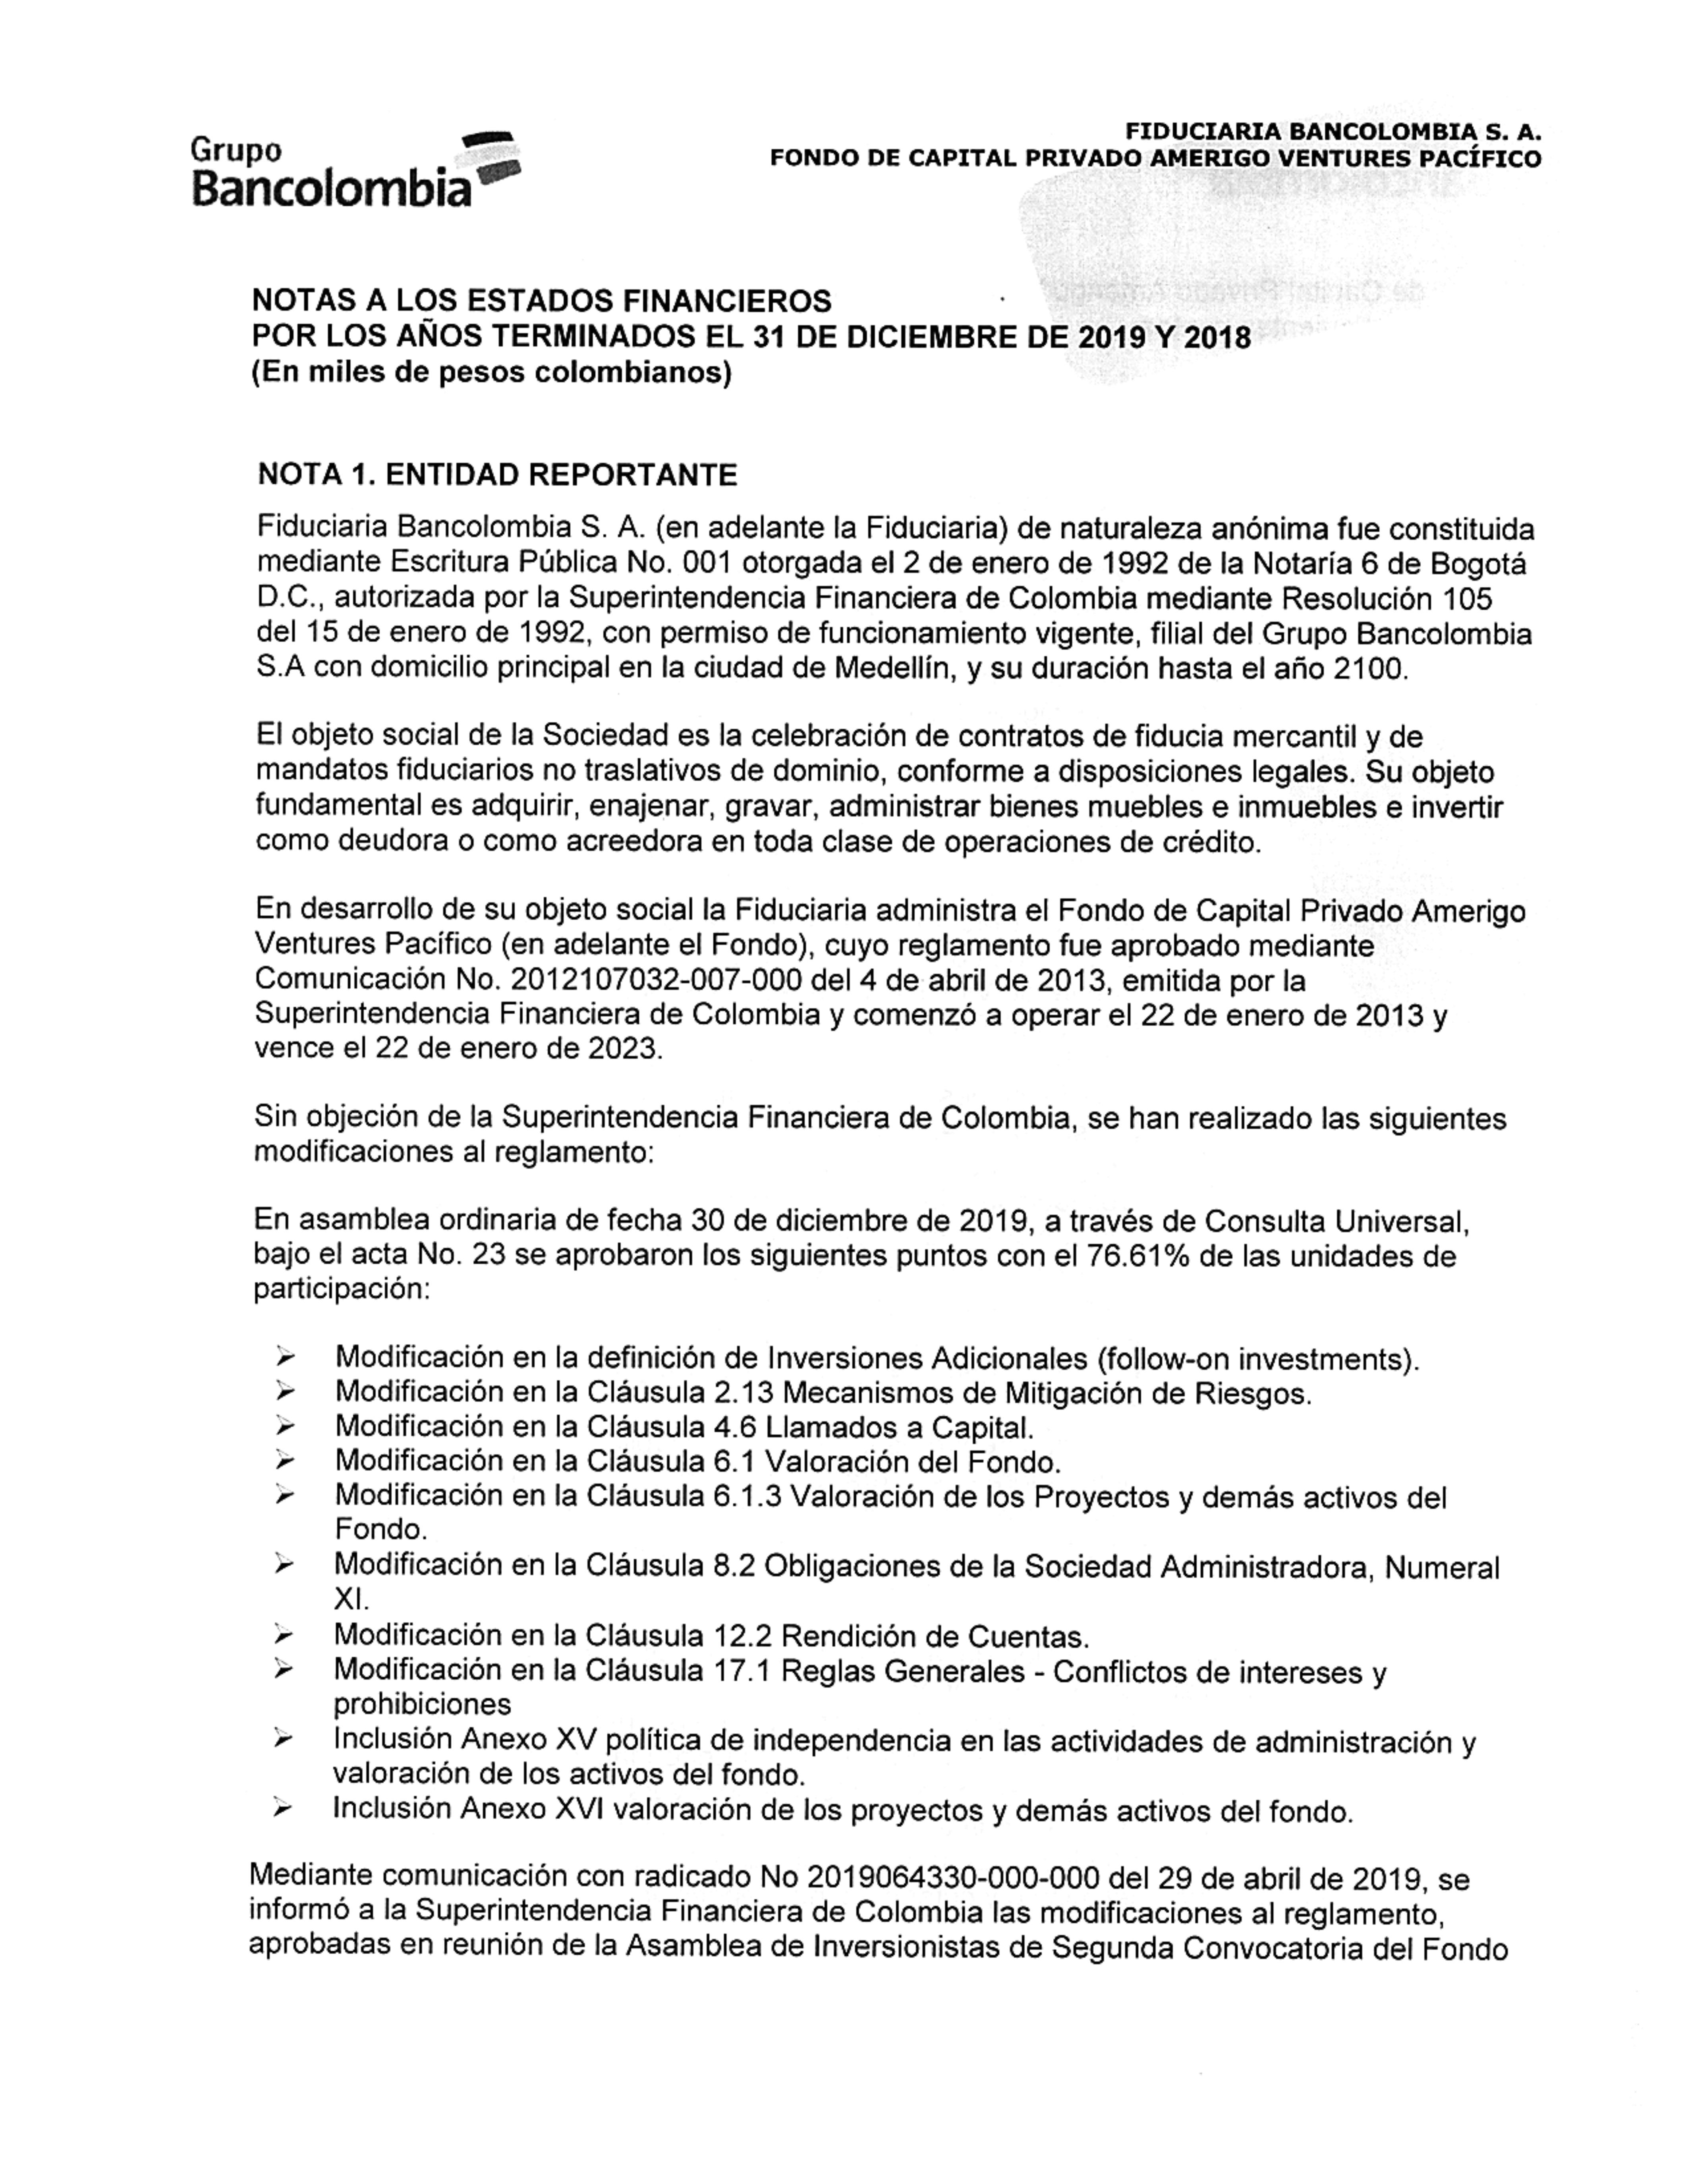 Grupo
Bancolombia
FIDUCIARIA BANCOLOMBIA S. A.
FONDO DE CAPITAL PRIVADO AMERIGO VENTURES PACÍFICO
NOTAS A LOS ESTADOS FINANCIEROS
POR LOS AÑOS TERMINADOS EL 31 DE DICIEMBRE DE 2019 Y 2018
(En miles de pesos colombianos)
NOTA 1. ENTIDAD REPORTANTE
Fiduciaria Bancolombia S. A. (en adelante la Fiduciaria) de naturaleza anónima fue constituida
mediante Escritura Pública No. 001 otorgada el 2 de enero de 1992 de la Notaría 6 de Bogotá
D.C., autorizada por la Superintendencia Financiera de Colombia mediante Resolución 105
del 15 de enero de 1992, con permiso de funcionamiento vigente, filial del Grupo Bancolombia
S.A con domicilio principal en la ciudad de Medellín, y su duración hasta el año 2100.
El objeto social de la Sociedad es la celebración de contratos de fiducia mercantil y de
mandatos fiduciarios no traslativos de dominio, conforme a disposiciones legales. Su objeto
fundamental es adquirir, enajenar, gravar, administrar bienes muebles e inmuebles e invertir
como deudora o como acreedora en toda clase de operaciones de crédito.
En desarrollo de su objeto social la Fiduciaria administra el Fondo de Capital Privado Amerigo
Ventures Pacífico (en adelante el Fondo), cuyo reglamento fue aprobado mediante
Comunicación No. 2012107032-007-000 del 4 de abril de 2013, emitida por la
Superintendencia Financiera de Colombia y comenzó a operar el 22 de enero de 2013 y
vence el 22 de enero de 2023.
Sin objeción de la Superintendencia Financiera de Colombia, se han realizado las siguientes
modificaciones al reglamento:
En asamblea ordinaria de fecha 30 de diciembre de 2019, a través de Consulta Universal,
bajo el acta No. 23 se aprobaron los siguientes puntos con el 76.61% de las unidades de
participación:
➢ Modificación en la definición de Inversiones Adicionales (follow-on investments).
➢ Modificación en la Cláusula 2.13 Mecanismos de Mitigación de Riesgos.
➢ Modificación en la Cláusula 4.6 Llamados a Capital.
➢ Modificación en la Cláusula 6.1 Valoración del Fondo.
➢ Modificación en la Cláusula 6.1.3 Valoración de los Proyectos y demás activos del
Fondo.
➢ Modificación en la Cláusula 8.2 Obligaciones de la Sociedad Administradora, Numeral
XI.
➢ Modificación en la Cláusula 12.2 Rendición de Cuentas.
➢ Modificación en la Cláusula 17.1 Reglas Generales - Conflictos de intereses y
prohibiciones
➢ Inclusión Anexo XV política de independencia en las actividades de administración y
valoración de los activos del fondo.
➢ Inclusión Anexo XVI valoración de los proyectos y demás activos del fondo.
Mediante comunicación con radicado No 2019064330-000-000 del 29 de abril de 2019, se
informó a la Superintendencia Financiera de Colombia las modificaciones al reglamento,
aprobadas en reunión de la Asamblea de Inversionistas de Segunda Convocatoria del Fondo